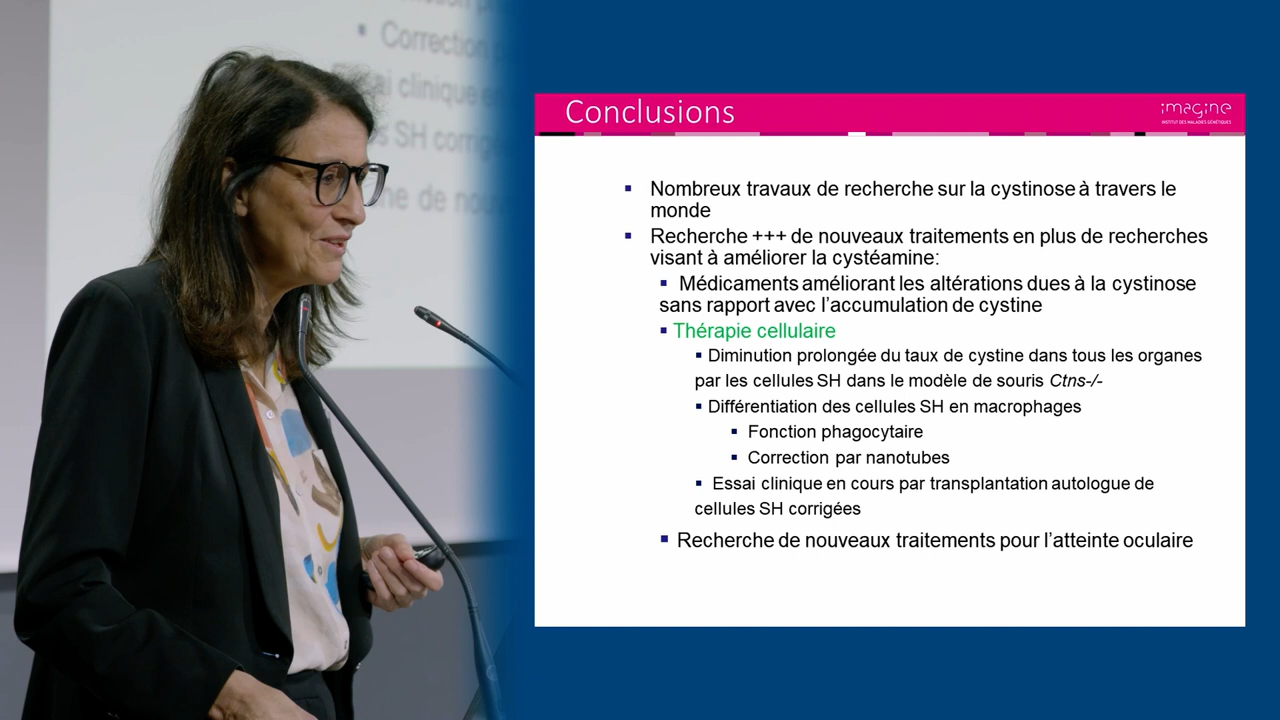 Correction
Essai clinique
s SH corrig
he de nou
Conclusions
imagine
INSTITUT DES MALADIES GÉNÉTIQUES
▪ Nombreux travaux de recherche sur la cystinose à travers le
monde
▪ Recherche +++ de nouveaux traitements en plus de recherches
visant à améliorer la cystéamine:
▪ Médicaments améliorant les altérations dues à la cystinose
sans rapport avec l’accumulation de cystine
▪ Thérapie cellulaire
▪ Diminution prolongée du taux de cystine dans tous les organes
par les cellules SH dans le modèle de souris Ctns-/-
▪ Différentiation des cellules SH en macrophages
▪ Fonction phagocytaire
▪ Correction par nanotubes
▪ Essai clinique en cours par transplantation autologue de
cellules SH corrigées
▪ Recherche de nouveaux traitements pour l’atteinte oculaire